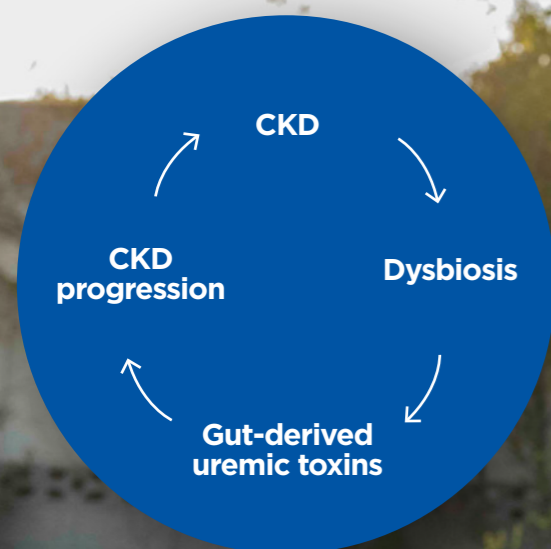 CKD
Dysbiosis
Gut-derived
uremic toxins
CKD
progression